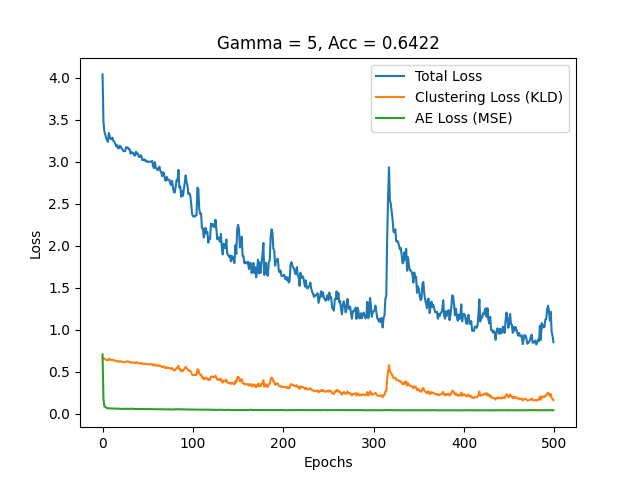 Gamma = 5, Acc = 0.6422
Total Loss
Clustering Loss (KLD)
AE Loss (MSE)
Loss
4.0
3.5
3.0
2.5
2.0
1.5
1.0
0.5
0.0
0 100 200 300 400 500
Epochs